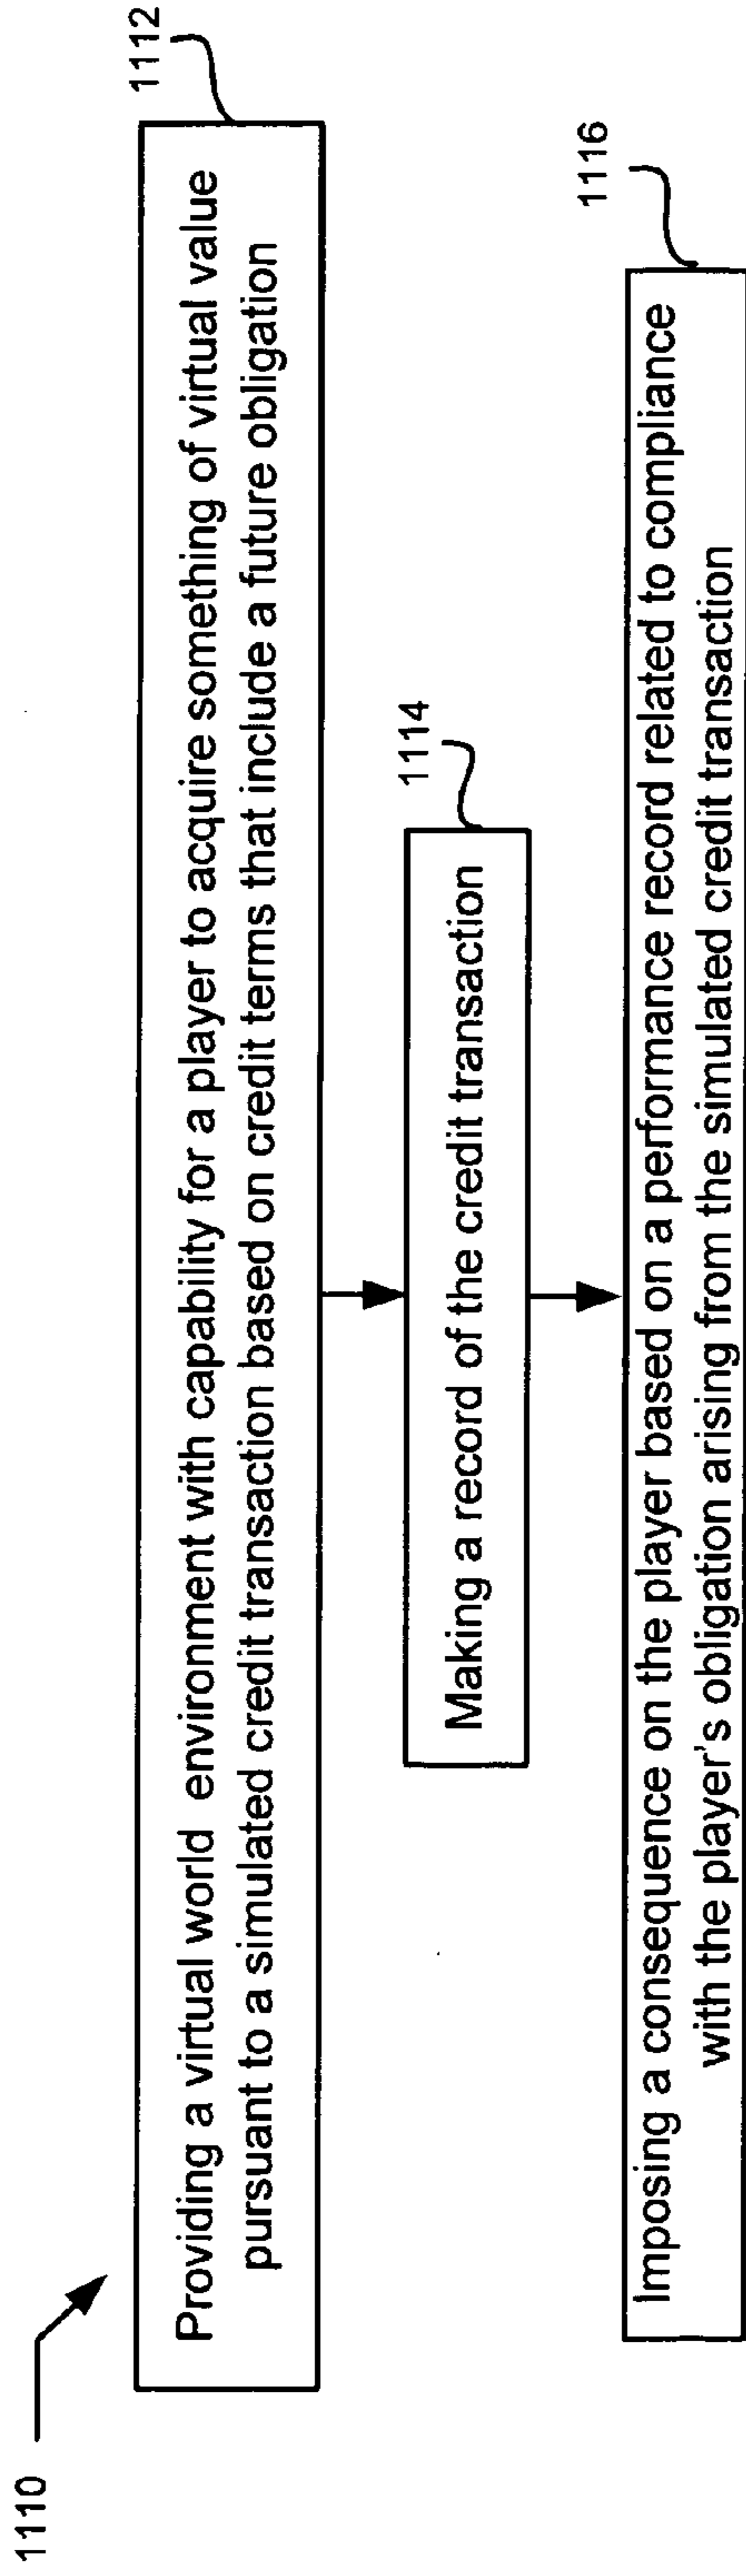 1110
1112
Providing a virtual world environment with capability for a player to acquire something of virtual value
pursuant to a simulated credit transaction based on credit terms that include a future obligation
1114
Making a record of the credit transaction
1116
Imposing a consequence on the player based on a performance record related to compliance
with the player's obligation arising from the simulated credit transaction